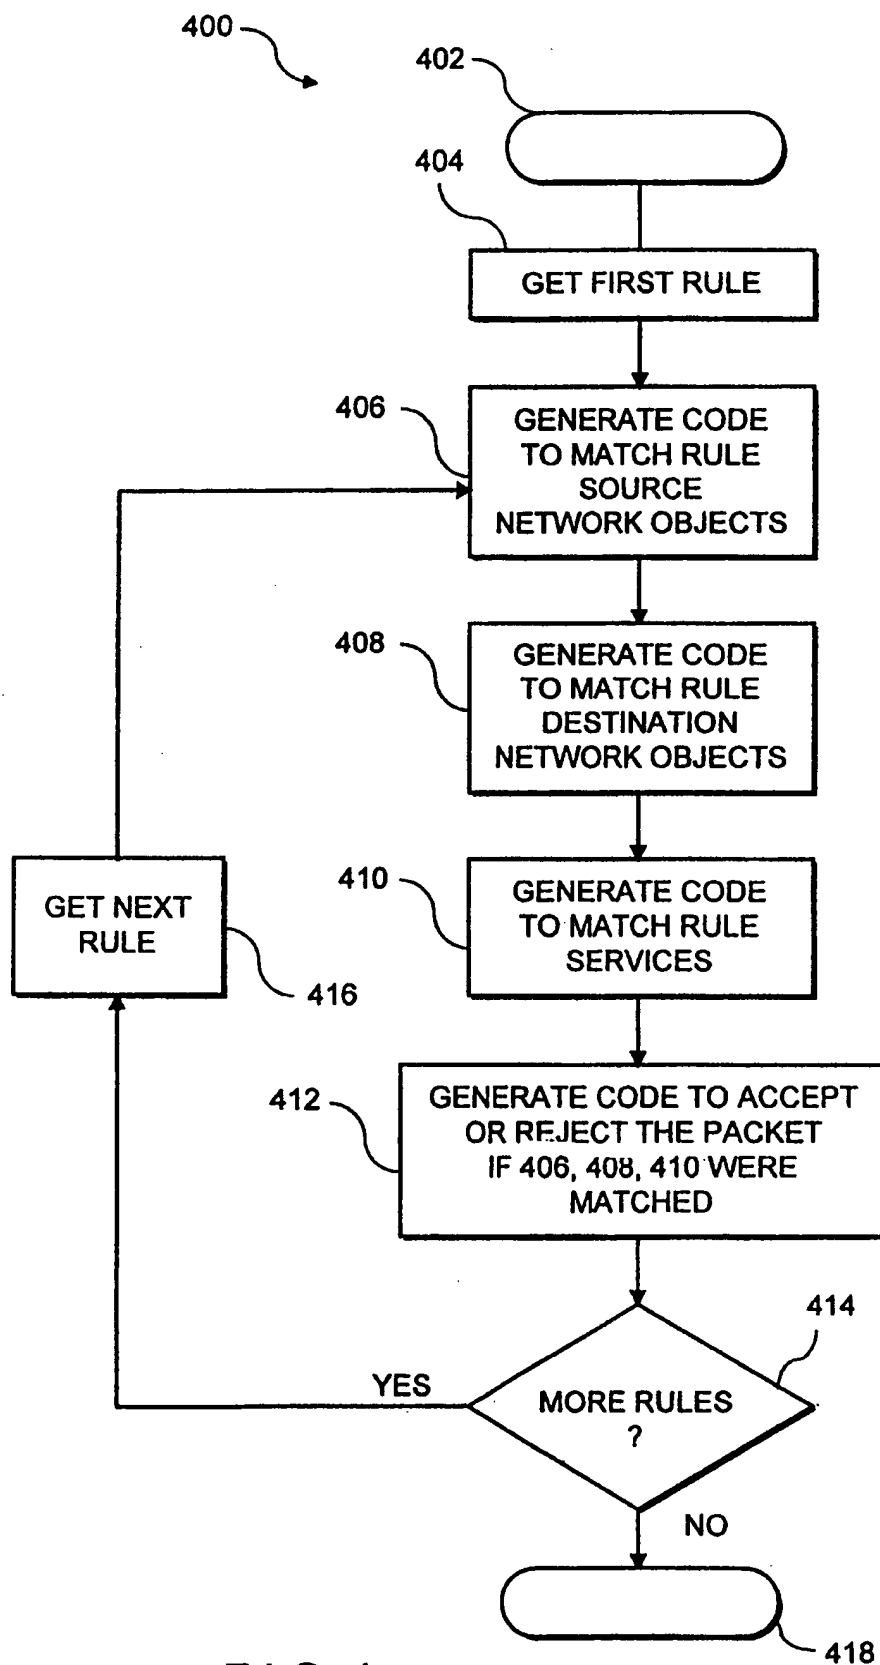 400
402
404
GET FIRST RULE
406
GENERATE CODE
TO MATCH RULE
SOURCE
NETWORK OBJECTS
408
GENERATE CODE
TO MATCH RULE
DESTINATION
NETWORK OBJECTS
410
GENERATE CODE
TO MATCH RULE
SERVICES
GET NEXT
RULE
416
412
GENERATE CODE TO ACCEPT
OR REJECT THE PACKET
IF 406, 408, 410 WERE
MATCHED
414
YES
MORE RULES
?
NO
418